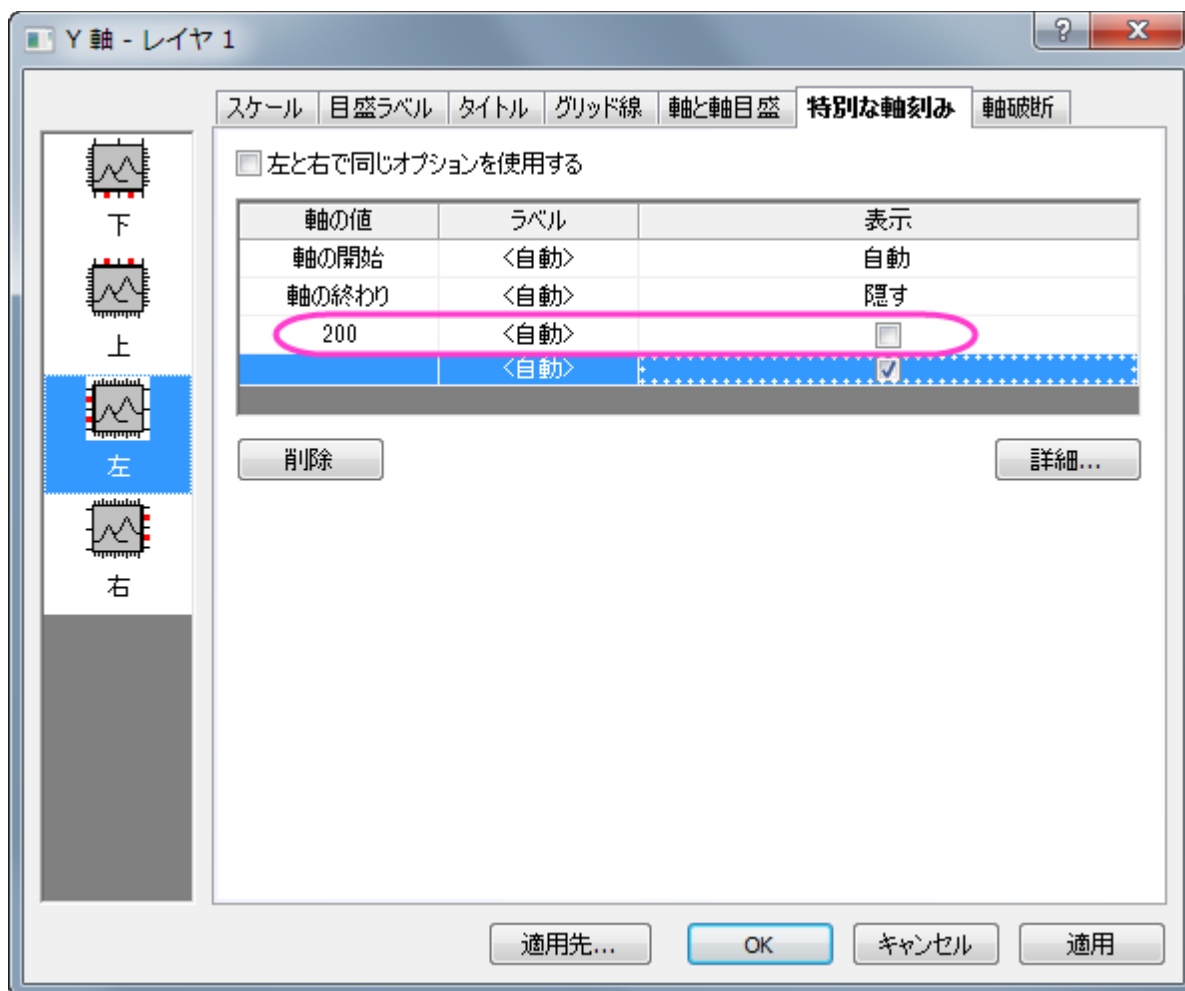 Y 軸 - レイヤ 1
スケール 目盛ラベル タイトル グリッド線 軸と軸目盛 特別な軸刻み 軸破断
下
上
左
右
左と右で同じオプションを使用する
軸の値 ラベル 表示
軸の開始 <自動> 自動
軸の終わり <自動> 隠す
200 <自動>
<自動>
削除 詳細...
適用先... OK キャンセル 適用